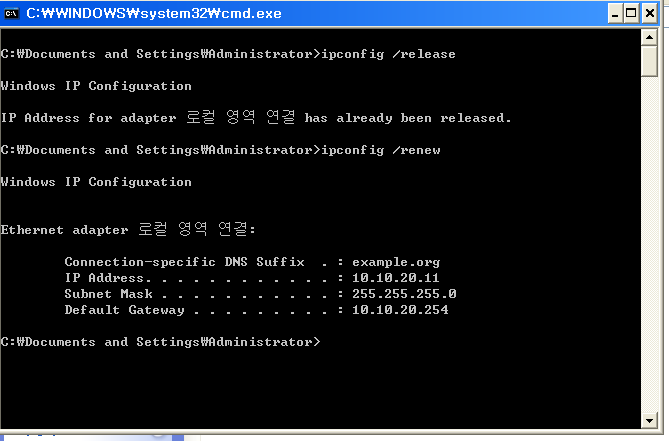 C:₩WINDOWS₩system32₩cmd.exe
C:₩Documents and Settings₩Administrator>ipconfig /release
Windows IP Configuration
IP Address for adapter 로컬 영역 연결 has already been released.
C:₩Documents and Settings₩Administrator>ipconfig /renew
Windows IP Configuration
Ethernet adapter 로컬 영역 연결:
Connection-specific DNS Suffix  . : example.org
IP Address. . . . . . . . . . . . : 10.10.20.11
Subnet Mask . . . . . . . . . . . : 255.255.255.0
Default Gateway . . . . . . . . . : 10.10.20.254
C:₩Documents and Settings₩Administrator>